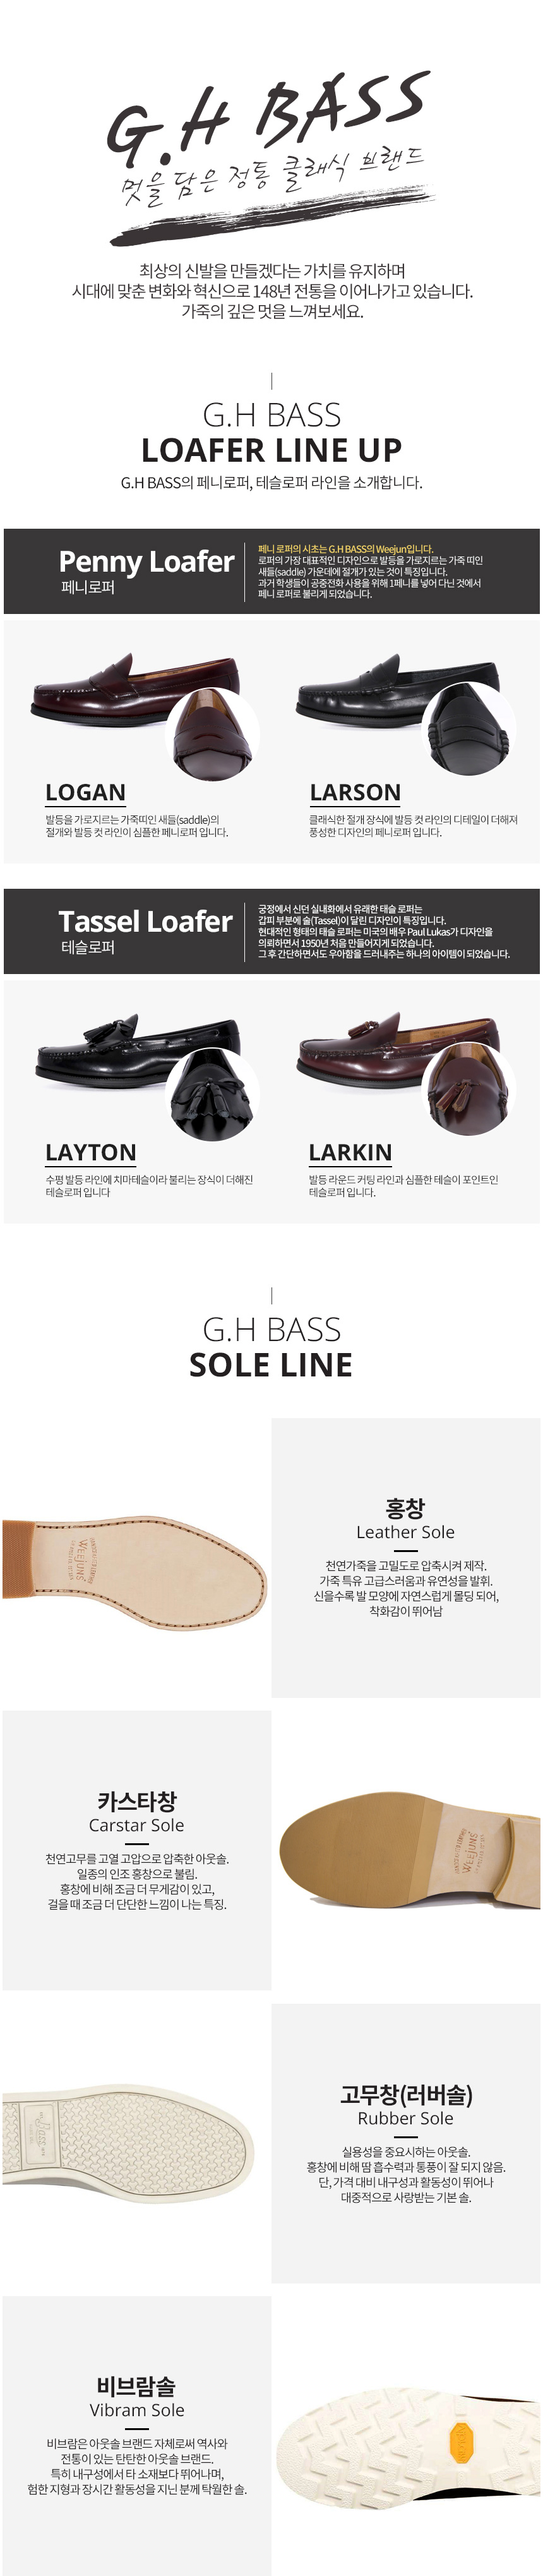 G.H BASS
멋을 담은 정통 클래식 브랜드
최상의 신발을 만들겠다는 가치를 유지하며
시대에 맞춘 변화와 혁신으로 148년 전통을 이어나가고 있습니다.
가죽의 깊은 멋을 느껴보세요.
G.H BASS
LOAFER LINE UP
G.H BASS의 페니로퍼, 테슬로퍼 라인을 소개합니다.
Penny Loafer
페니로퍼
페니 로퍼의 시초는 G.H BASS의 Weejun입니다.
로퍼의 가장 대표적인 디자인으로 발등을 가로지르는 가죽 띠인
새들(saddle) 가운데에 절개가 있는 것이 특징입니다.
과거 학생들이 공중전화 사용을 위해 1페니를 넣어 다닌 것에서
페니 로퍼로 불리게 되었습니다.
LOGAN
발등을 가로지르는 가죽띠인 새들(saddle)의
절개와 발등 컷 라인이 심플한 페니로퍼 입니다.
LARSON
클래식한 절개 장식에 발등 컷 라인의 디테일이 더해져
풍성한 디자인의 페니로퍼 입니다.
Tassel Loafer
테슬로퍼
궁정에서 신던 실내화에서 유래한 태슬 로퍼는
갑피 부분에 술(Tassel)이 달린 디자인이 특징입니다.
현대적인 형태의 태슬 로퍼는 미국의 배우 Paul Lukas가 디자인을
의뢰하면서 1950년 처음 만들어지게 되었습니다.
그 후 간단하면서도 우아함을 드러내주는 하나의 아이템이 되었습니다.
LAYTON
수평 발등 라인에 치마테슬이라 불리는 장식이 더해진
테슬로퍼 입니다
LARKIN
발등 라운드 커팅 라인과 심플한 테슬이 포인트인
테슬로퍼 입니다.
G.H BASS
SOLE LINE
WEEJUNS
홍창
Leather Sole
천연가죽을 고밀도로 압축시켜 제작.
가죽 특유 고급스러움과 유연성을 발휘.
신을수록 발 모양에 자연스럽게 몰딩 되어,
착화감이 뛰어남
카스타창
Carstar Sole
천연고무를 고열 고압으로 압축한 아웃솔.
일종의 인조 홍창으로 불림.
홍창에 비해 조금 더 무게감이 있고,
걸을 때 조금 더 단단한 느낌이 나는 특징.
WEEJUNS
Bass
고무창(러버솔)
Rubber Sole
실용성을 중요시하는 아웃솔.
홍창에 비해 땀 흡수력과 통풍이 잘 되지 않음.
단, 가격 대비 내구성과 활동성이 뛰어나
대중적으로 사랑받는 기본 솔.
비브람솔
Vibram Sole
비브람은 아웃솔 브랜드 자체로써 역사와
전통이 있는 탄탄한 아웃솔 브랜드.
특히 내구성에서 타 소재보다 뛰어나며,
험한 지형과 장시간 활동성을 지닌 분께 탁월한 솔.